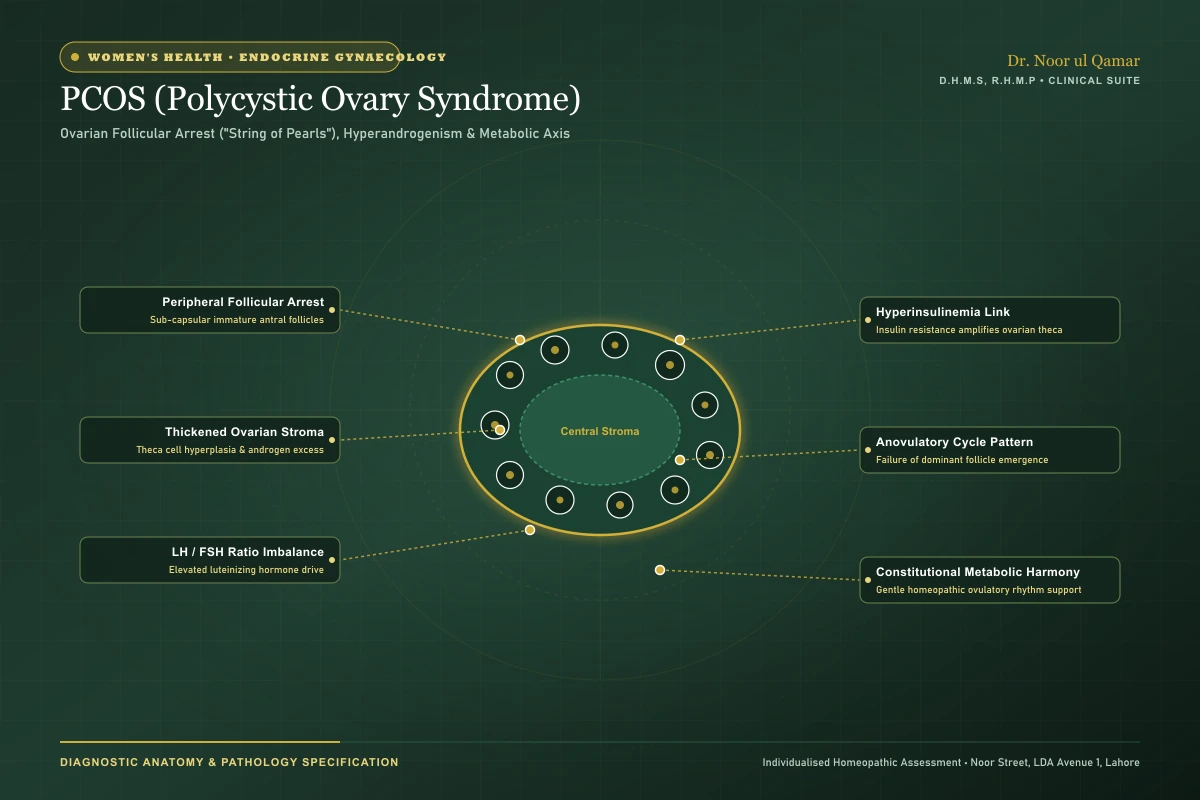 WOMEN'S HEALTH • ENDOCRINE GYNAECOLOGY
PCOS (Polycystic Ovary Syndrome)
Ovarian Follicular Arrest ("String of Pearls"), Hyperandrogenism & Metabolic Axis
Dr. Noor ul Qamar
D.H.M.S, R.H.M.P • CLINICAL SUITE
Peripheral Follicular Arrest
Sub-capsular immature antral follicles
Thickened Ovarian Stroma
Theca cell hyperplasia & androgen excess
LH / FSH Ratio Imbalance
Elevated luteinizing hormone drive
Central Stroma
Hyperinsulinemia Link
Insulin resistance amplifies ovarian theca
Anovulatory Cycle Pattern
Failure of dominant follicle emergence
Constitutional Metabolic Harmony
Gentle homeopathic ovulatory rhythm support
DIAGNOSTIC ANATOMY & PATHOLOGY SPECIFICATION
Individualised Homeopathic Assessment • Noor Street, LDA Avenue 1, Lahore